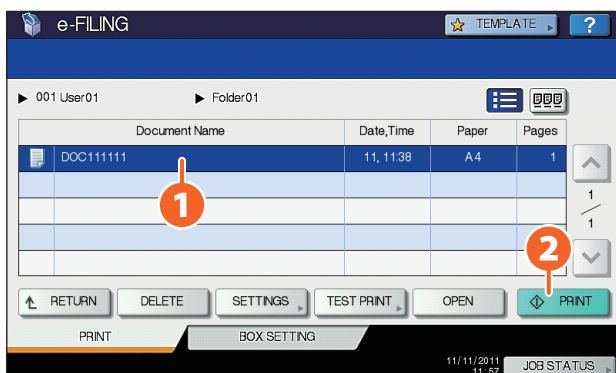 e-FILING
TEMPLATE
?
001 User01
Folder01
Document Name Date,Time Paper Pages
DOC111111 11, 11:38 A4 1
1
1
1
2
RETURN DELETE SETTINGS TEST PRINT OPEN PRINT
PRINT BOX SETTING
11/11/2011
11:57
JOB STATUS